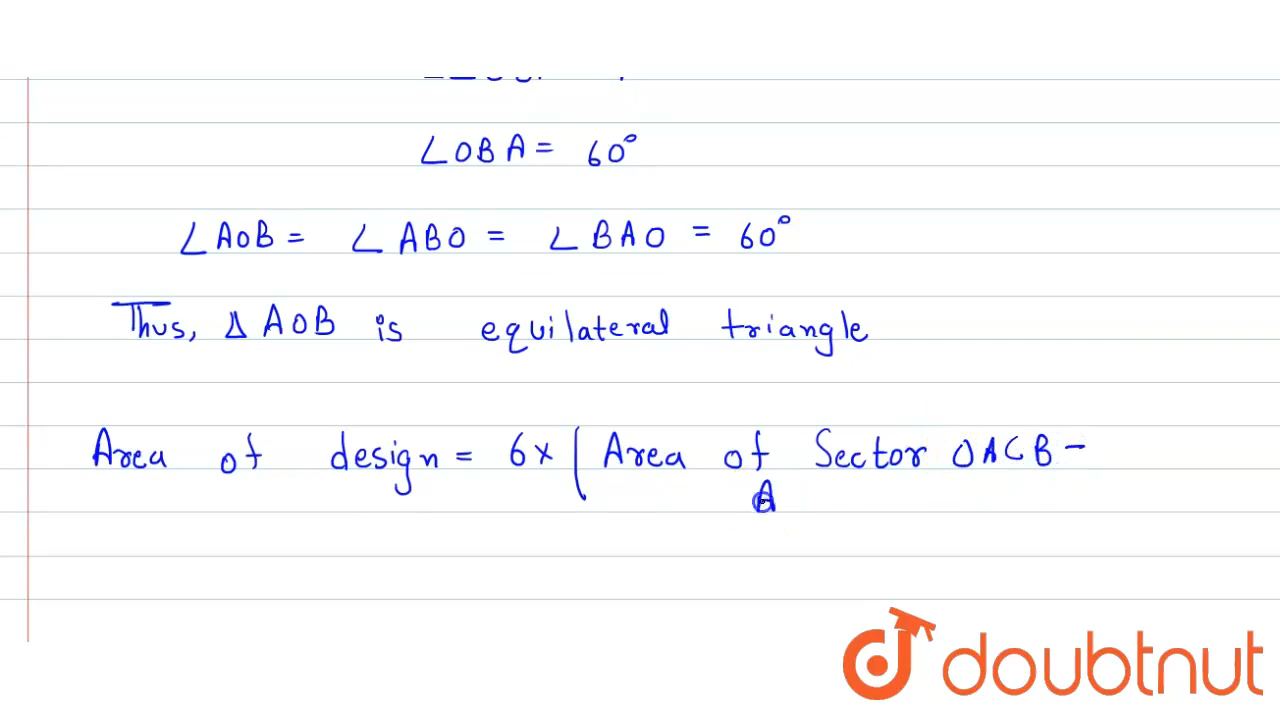 ∠OBA = 60°
∠AOB = ∠ABO = ∠BAO = 60°
Thus, Δ AOB is equilateral triangle
Area of design = 6 × ( Area of Sector OACB −
A
doubtnut